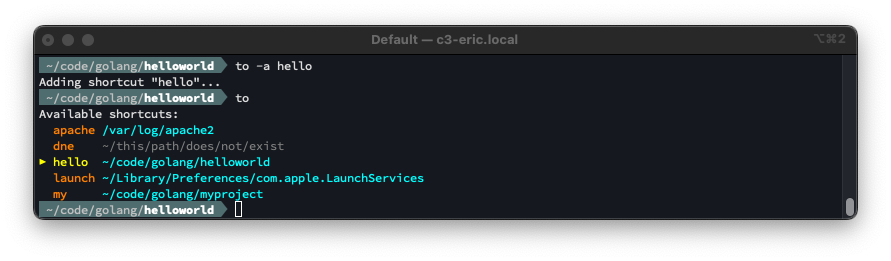 Default — c3-eric.local
⌥⌘2
~/code/golang/helloworld to -a hello
Adding shortcut "hello"...
~/code/golang/helloworld to
Available shortcuts:
apache /var/log/apache2
dne ~/this/path/does/not/exist
► hello ~/code/golang/helloworld
launch ~/Library/Preferences/com.apple.LaunchServices
my ~/code/golang/myproject
~/code/golang/helloworld